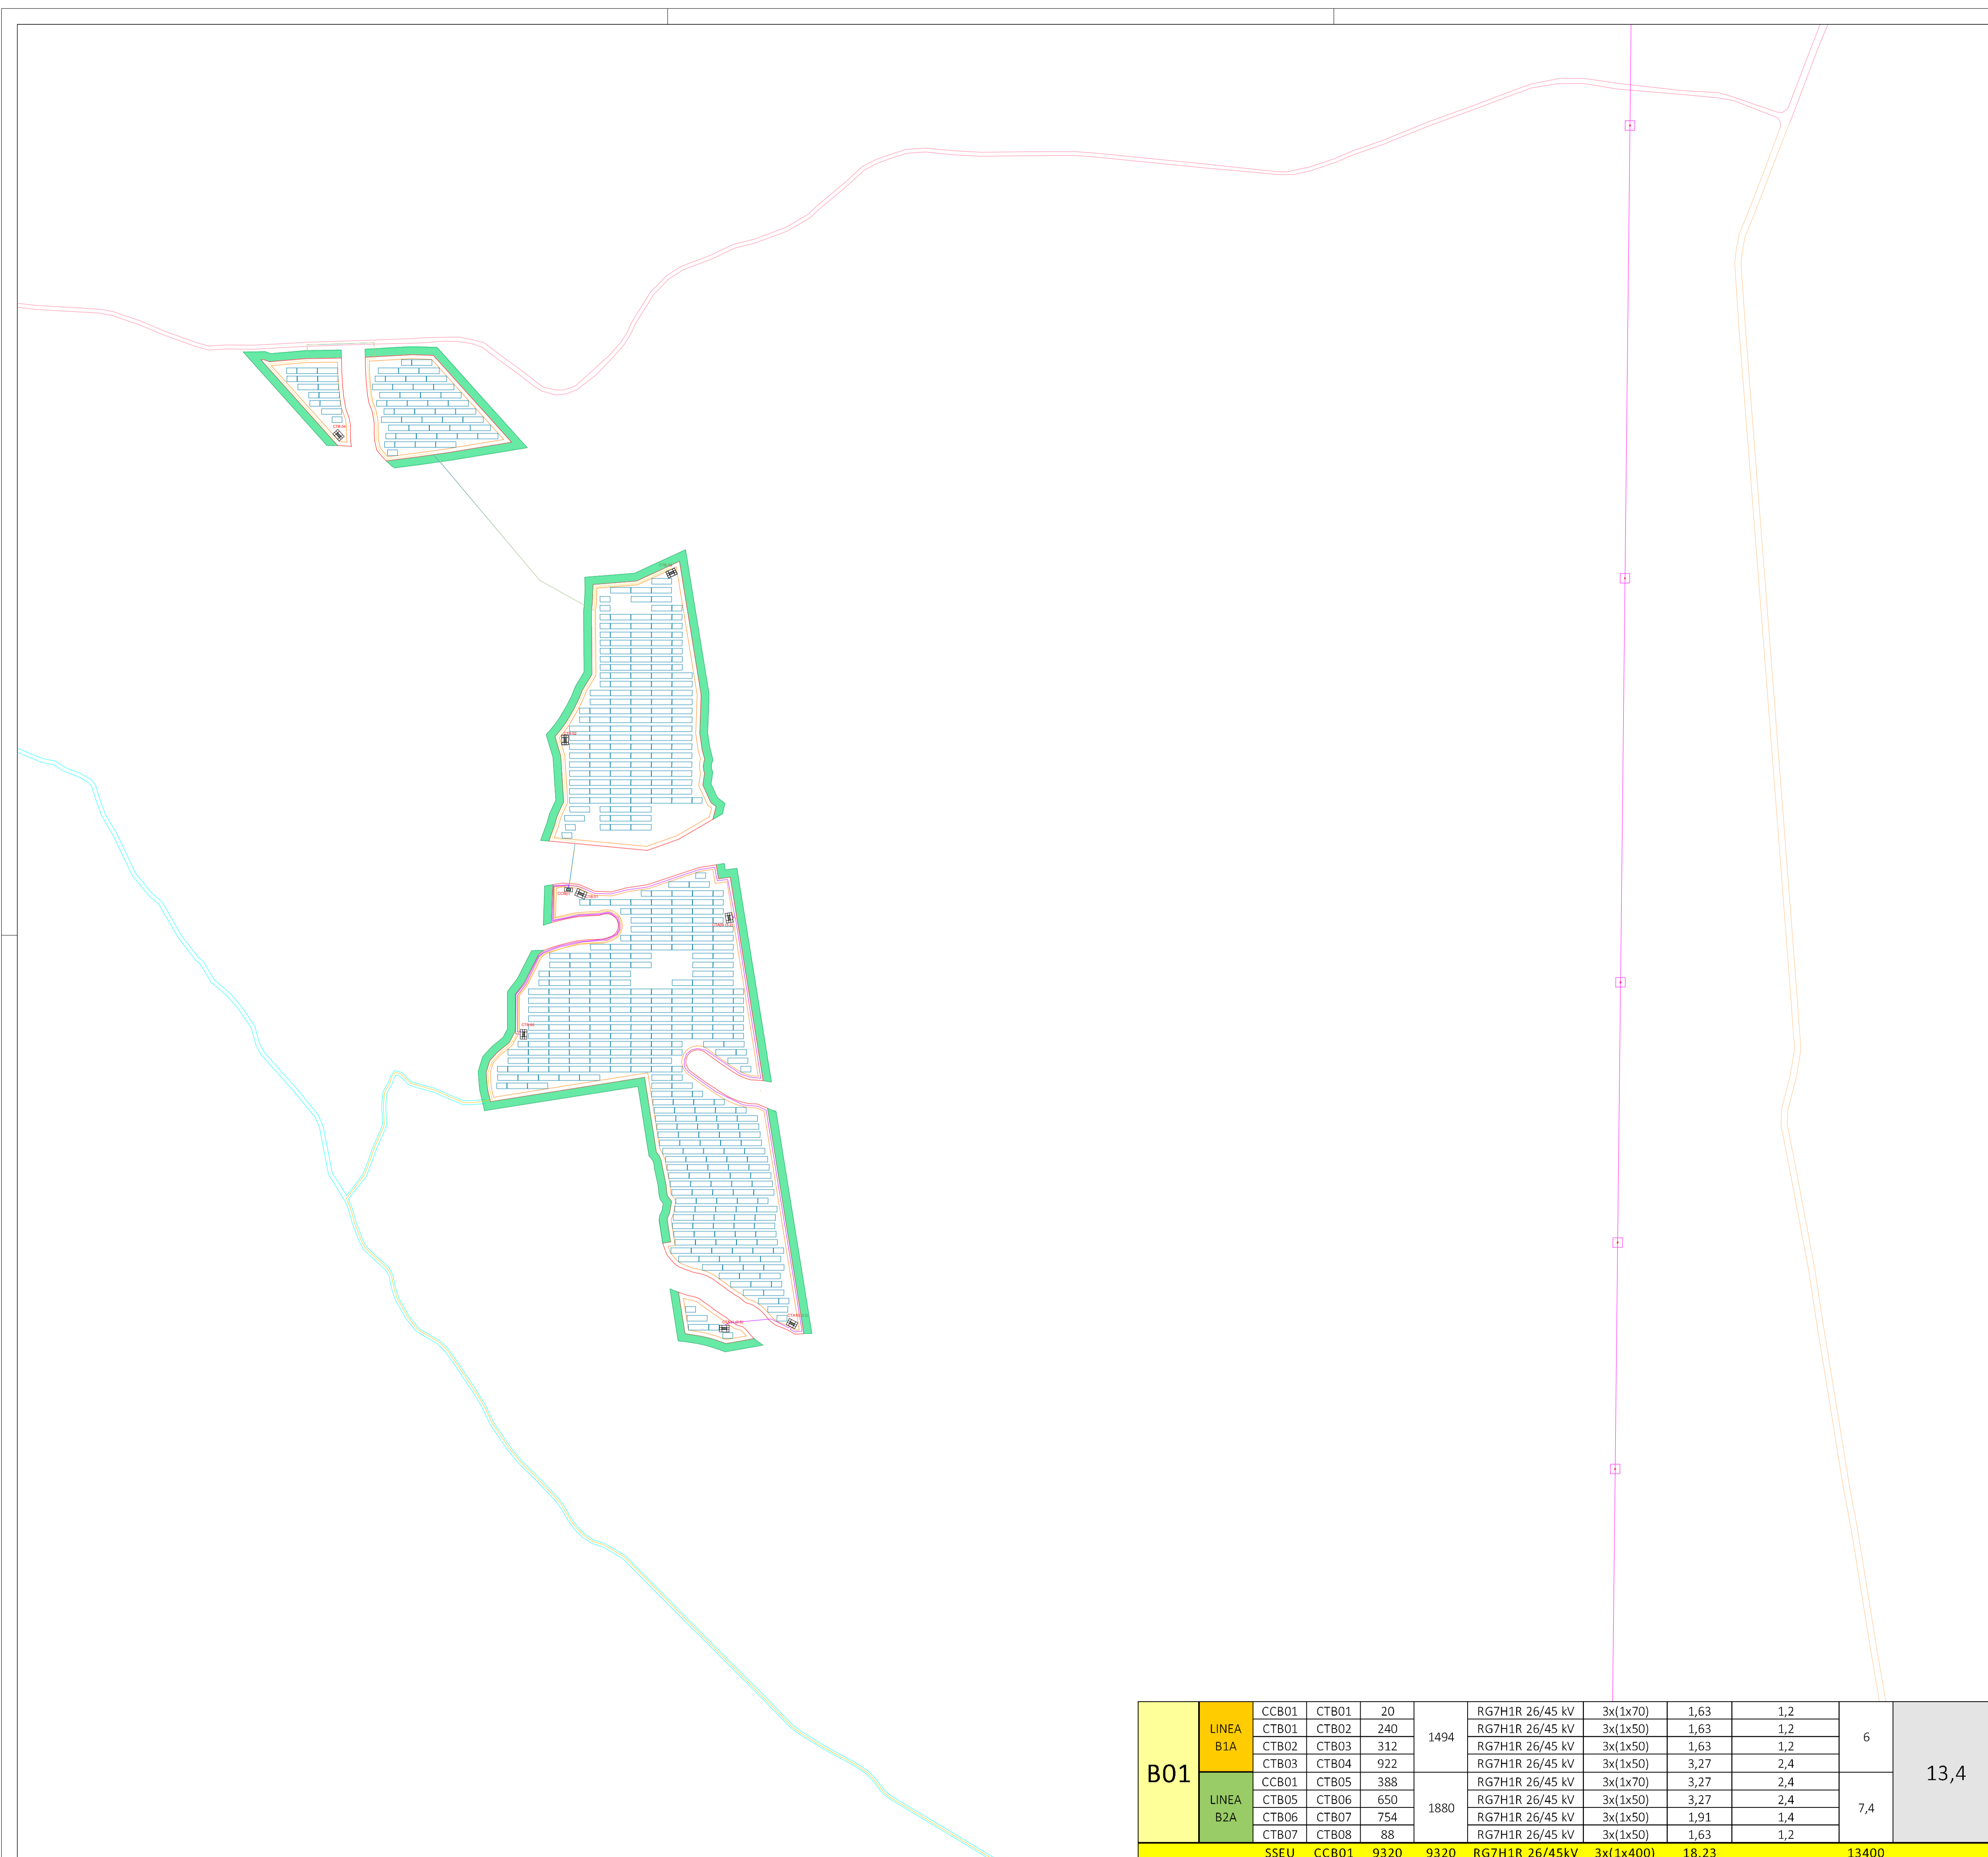 CTB.04
CTB.02
CTB.01
CCB01 CTB01 20 RG7H1R 26/45 kV 3x(1x70) 1,63 1,2
CTB01 CTB02 240 RG7H1R 26/45 kV 3x(1x50) 1,63 1,2
LINEA B1A 1494 6
CTB02 CTB03 312 RG7H1R 26/45 kV 3x(1x50) 1,63 1,2
CTB03 CTB04 922 RG7H1R 26/45 kV 3x(1x50) 3,27 2,4
B01 13,4
CCB01 CTB05 388 RG7H1R 26/45 kV 3x(1x70) 3,27 2,4
CTB05 CTB06 650 RG7H1R 26/45 kV 3x(1x50) 3,27 2,4
LINEA B2A 1880 7,4
CTB06 CTB07 754 RG7H1R 26/45 kV 3x(1x50) 1,91 1,4
CTB07 CTB08 88 RG7H1R 26/45 kV 3x(1x50) 1,63 1,2
SSEU CCB01 9320 9320 RG7H1R 26/45kV 3x(1x400) 18,23 13400